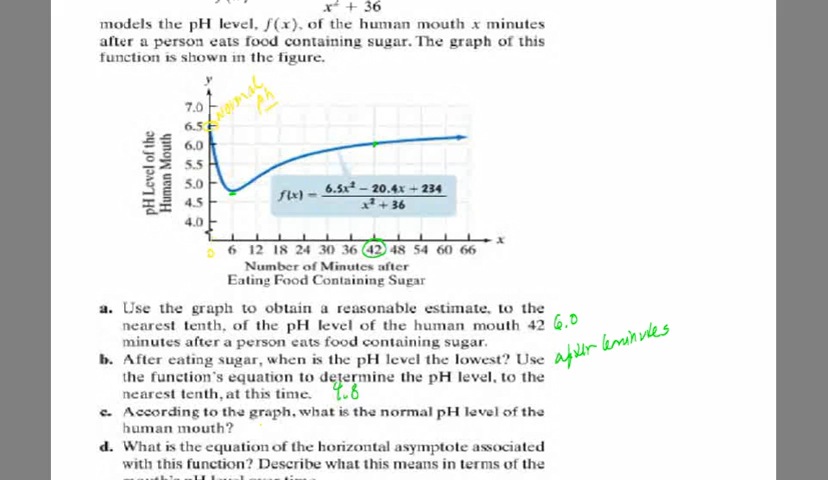 x² + 36
models the pH level, f(x), of the human mouth x minutes
after a person eats food containing sugar. The graph of this
function is shown in the figure.
y
Normal
ph
7.0
6.5
6.0
5.5
5.0
4.5
4.0
pH Level of the
Human Mouth
f(x) = 6.5x² − 20.4x + 234
x² + 36
x
0 6 12 18 24 30 36 42 48 54 60 66
Number of Minutes after
Eating Food Containing Sugar
a. Use the graph to obtain a reasonable estimate, to the
nearest tenth, of the pH level of the human mouth 42 6.0
minutes after a person eats food containing sugar.
b. After eating sugar, when is the pH level the lowest? Use after 6 minutes
the function's equation to determine the pH level, to the
nearest tenth, at this time. 4.8
c. According to the graph, what is the normal pH level of the
human mouth?
d. What is the equation of the horizontal asymptote associated
with this function? Describe what this means in terms of the